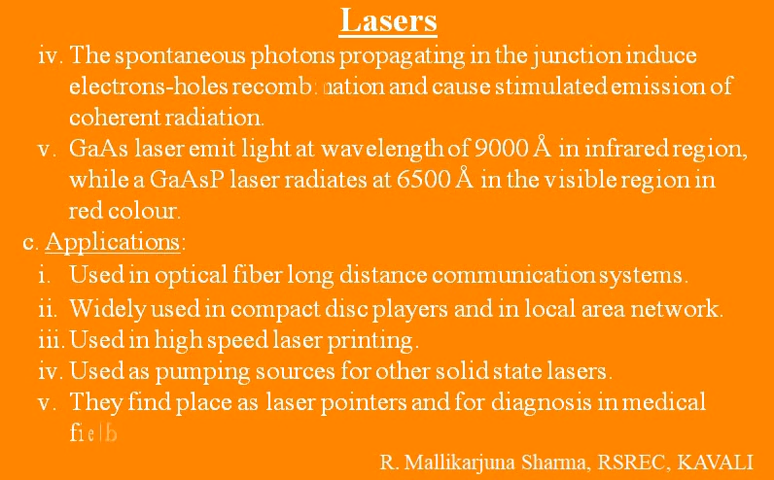 Lasers
iv. The spontaneous photons propagating in the junction induce
electrons-holes recombination and cause stimulated emission of
coherent radiation.
v. GaAs laser emit light at wavelength of 9000 Å in infrared region,
while a GaAsP laser radiates at 6500 Å in the visible region in
red colour.
c. Applications:
i. Used in optical fiber long distance communication systems.
ii. Widely used in compact disc players and in local area network.
iii. Used in high speed laser printing.
iv. Used as pumping sources for other solid state lasers.
v. They find place as laser pointers and for diagnosis in medical
R. Mallikarjuna Sharma, RSREC, KAVALI